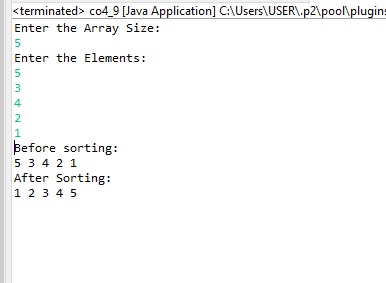 <terminated> co4_9 [Java Application] C:\Users\USER\.p2\pool\plugins
Enter the Array Size:
5
Enter the Elements:
5
3
4
2
1
Before sorting:
5 3 4 2 1
After Sorting:
1 2 3 4 5